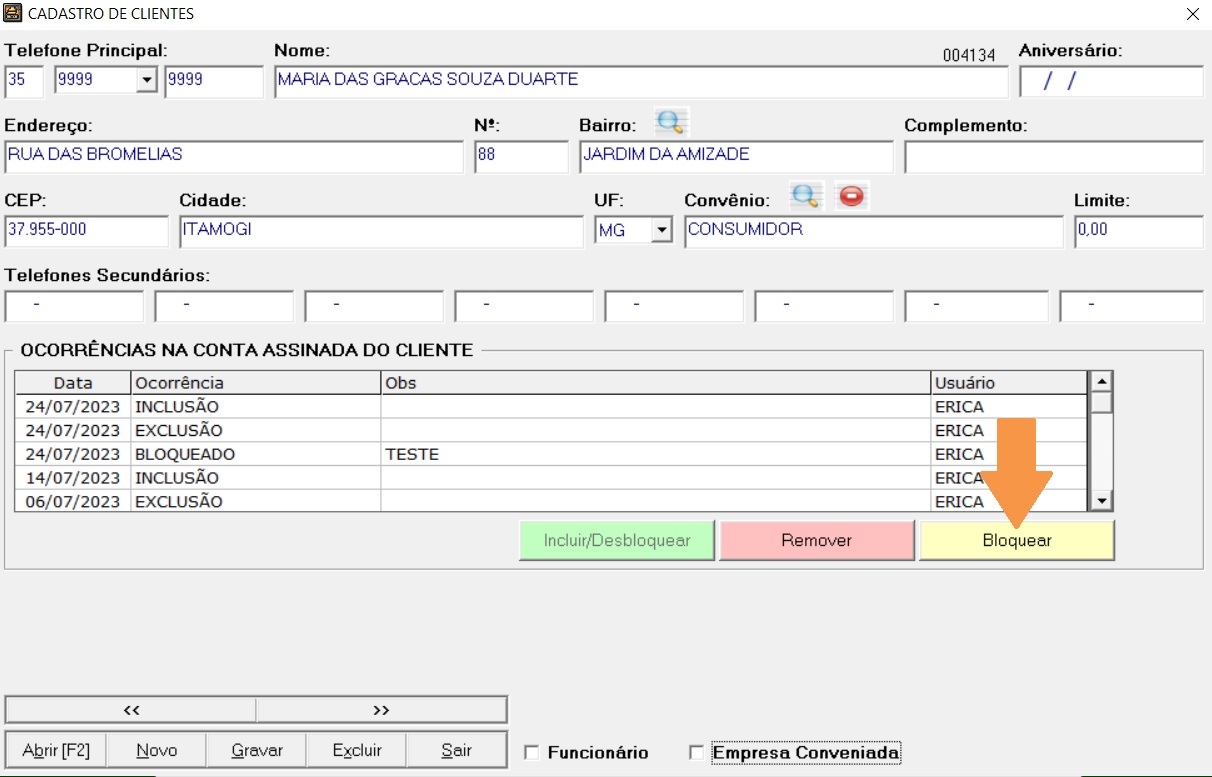 CADASTRO DE CLIENTES
Telefone Principal: Nome: 004134 Aniversário:
35 9999 9999 MARIA DAS GRACAS SOUZA DUARTE / /
Endereço: Nº: Bairro: Complemento:
RUA DAS BROMELIAS 88 JARDIM DA AMIZADE
CEP: Cidade: UF: Convênio: Limite:
37.955-000 ITAMOGI MG CONSUMIDOR 0,00
Telefones Secundários:
- - - - - - - -
OCORRÊNCIAS NA CONTA ASSINADA DO CLIENTE
Data Ocorrência Obs Usuário
24/07/2023 INCLUSÃO ERICA
24/07/2023 EXCLUSÃO ERICA
24/07/2023 BLOQUEADO TESTE ERICA
14/07/2023 INCLUSÃO ERICA
06/07/2023 EXCLUSÃO ERICA
Incluir/Desbloquear Remover Bloquear
<< >>
Abrir [F2] Novo Gravar Excluir Sair Funcionário Empresa Conveniada